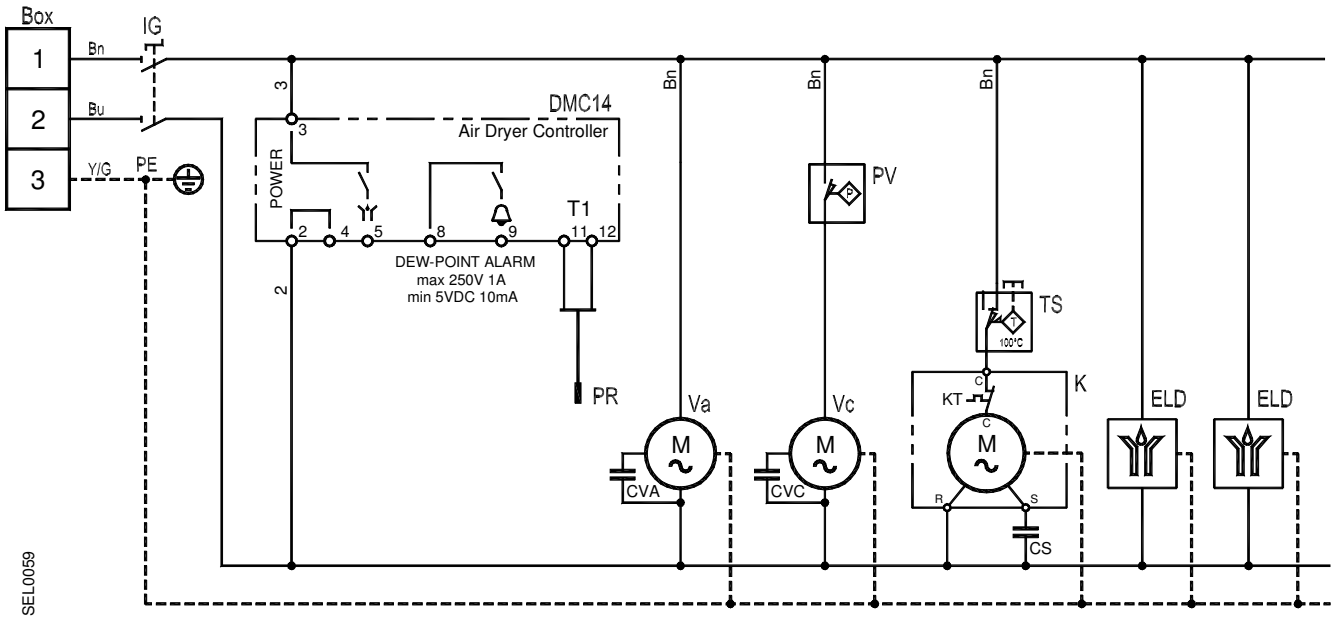 Box
IG
1
Bn
2
Bu
3
Y/G
PE
3
DMC14
3
Air Dryer Controller
POWER
T1
2
4
5
8
9
11
12
DEW-POINT ALARM
max 250V 1A
min 5VDC 10mA
2
PR
Bn
Va
M
CVA
Bn
PV
P
Vc
M
CVC
Bn
TS
T
100°C
K
C
KT
C
M
R
S
CS
ELD
ELD
SEL0059